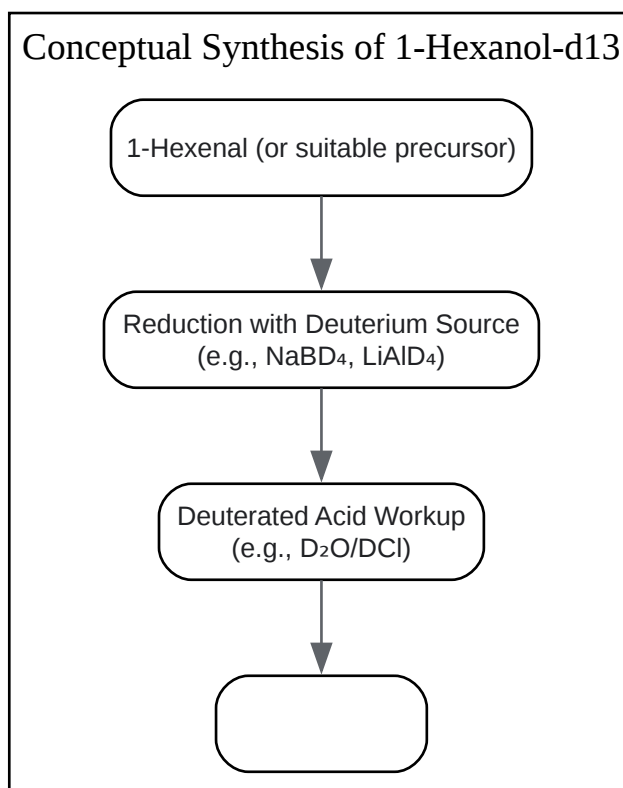 Conceptual Synthesis of 1-Hexanol-d13
1-Hexenal (or suitable precursor)
Reduction with Deuterium Source
(e.g., NaBD₄, LiAlD₄)
Deuterated Acid Workup
(e.g., D₂O/DCl)